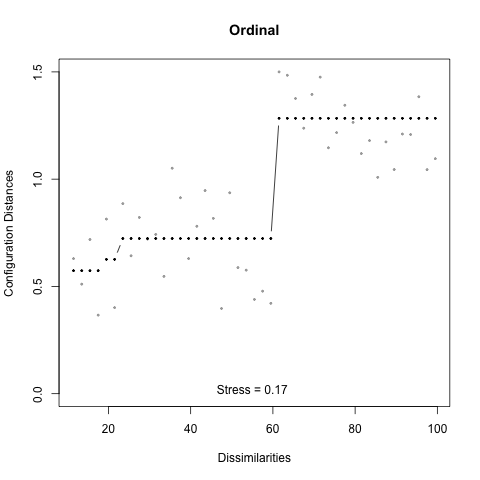 Ordinal
Configuration Distances
1.5
1.0
0.5
0.0
Stress = 0.17
20 40 60 80 100
Dissimilarities